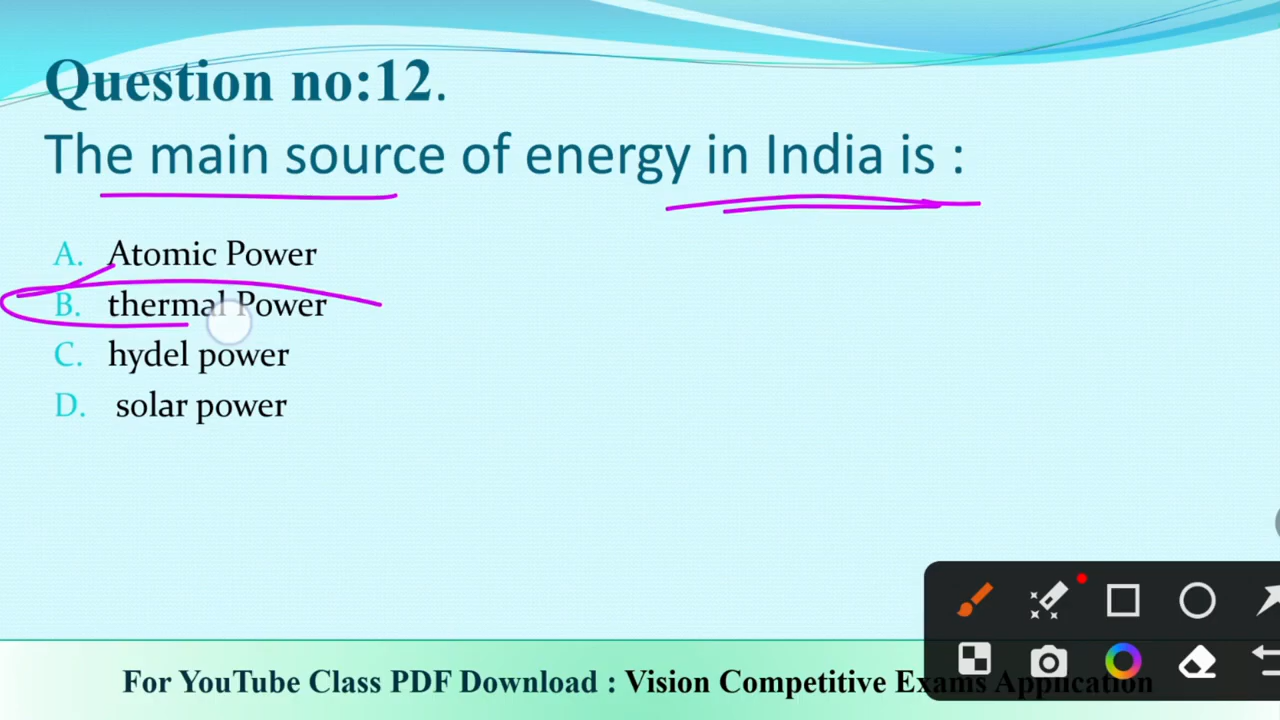 Question no:12.
The main source of energy in India is :
A. Atomic Power
B. thermal Power
C. hydel power
D. solar power
For YouTube Class PDF Download : Vision Competitive Exams Application